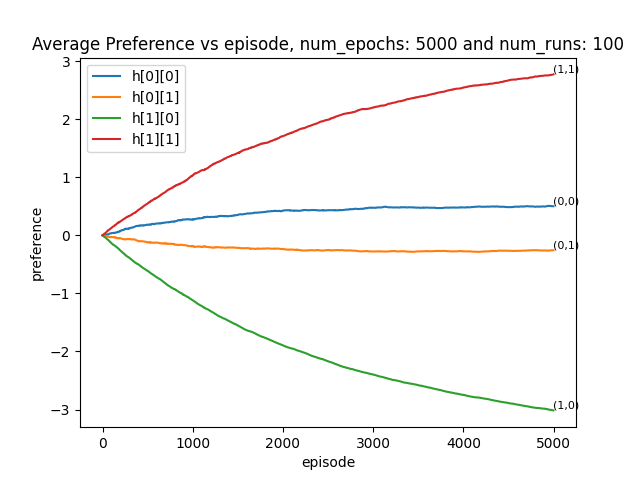 Average Preference vs episode, num_epochs: 5000 and num_runs: 100
h[0][0]
h[0][1]
h[1][0]
h[1][1]
(1,1)
(0,0)
(0,1)
(1,0)
3
2
1
0
−1
−2
−3
preference
0 1000 2000 3000 4000 5000
episode